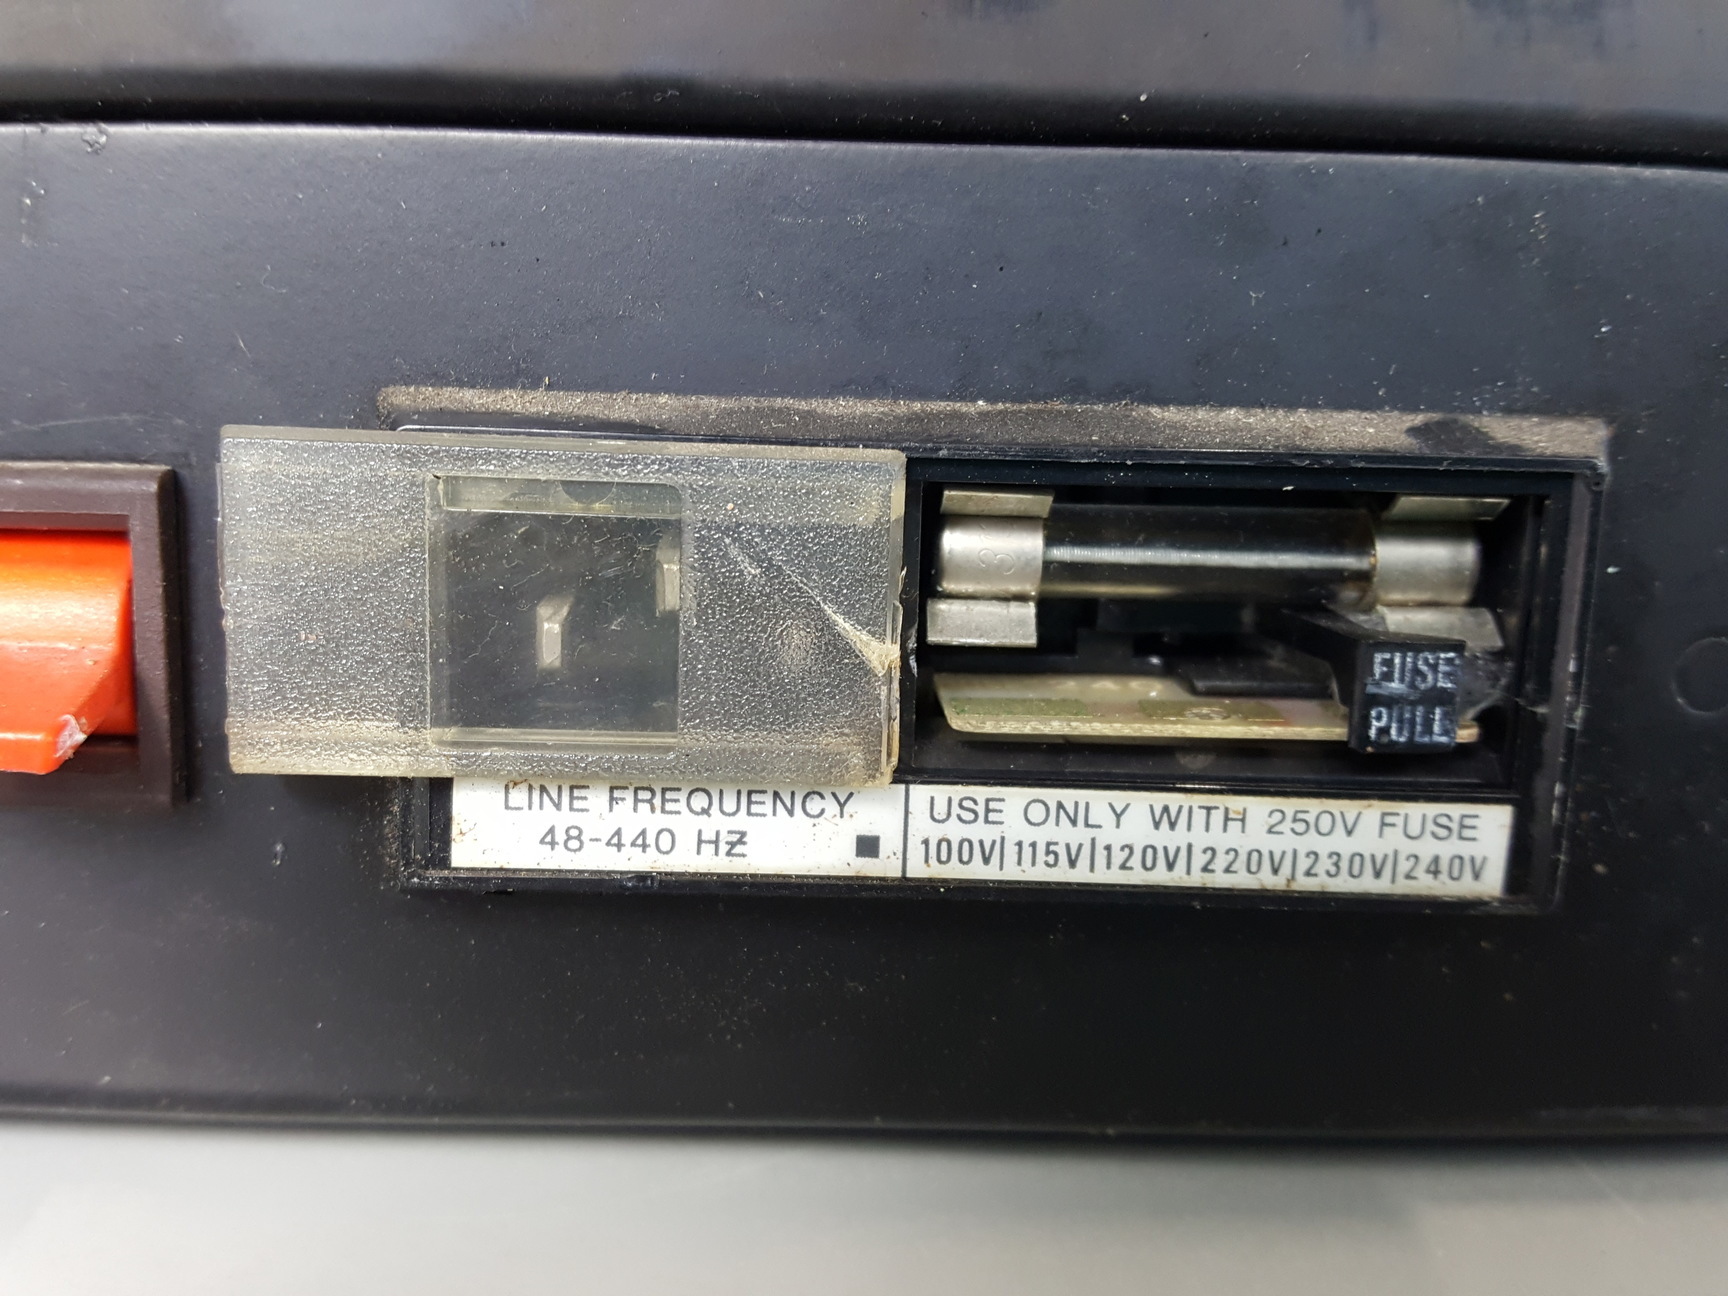 FUSE
PULL
LINE FREQUENCY
48-440 HZ
USE ONLY WITH 250V FUSE
100V|115V|120V|220V|230V|240V